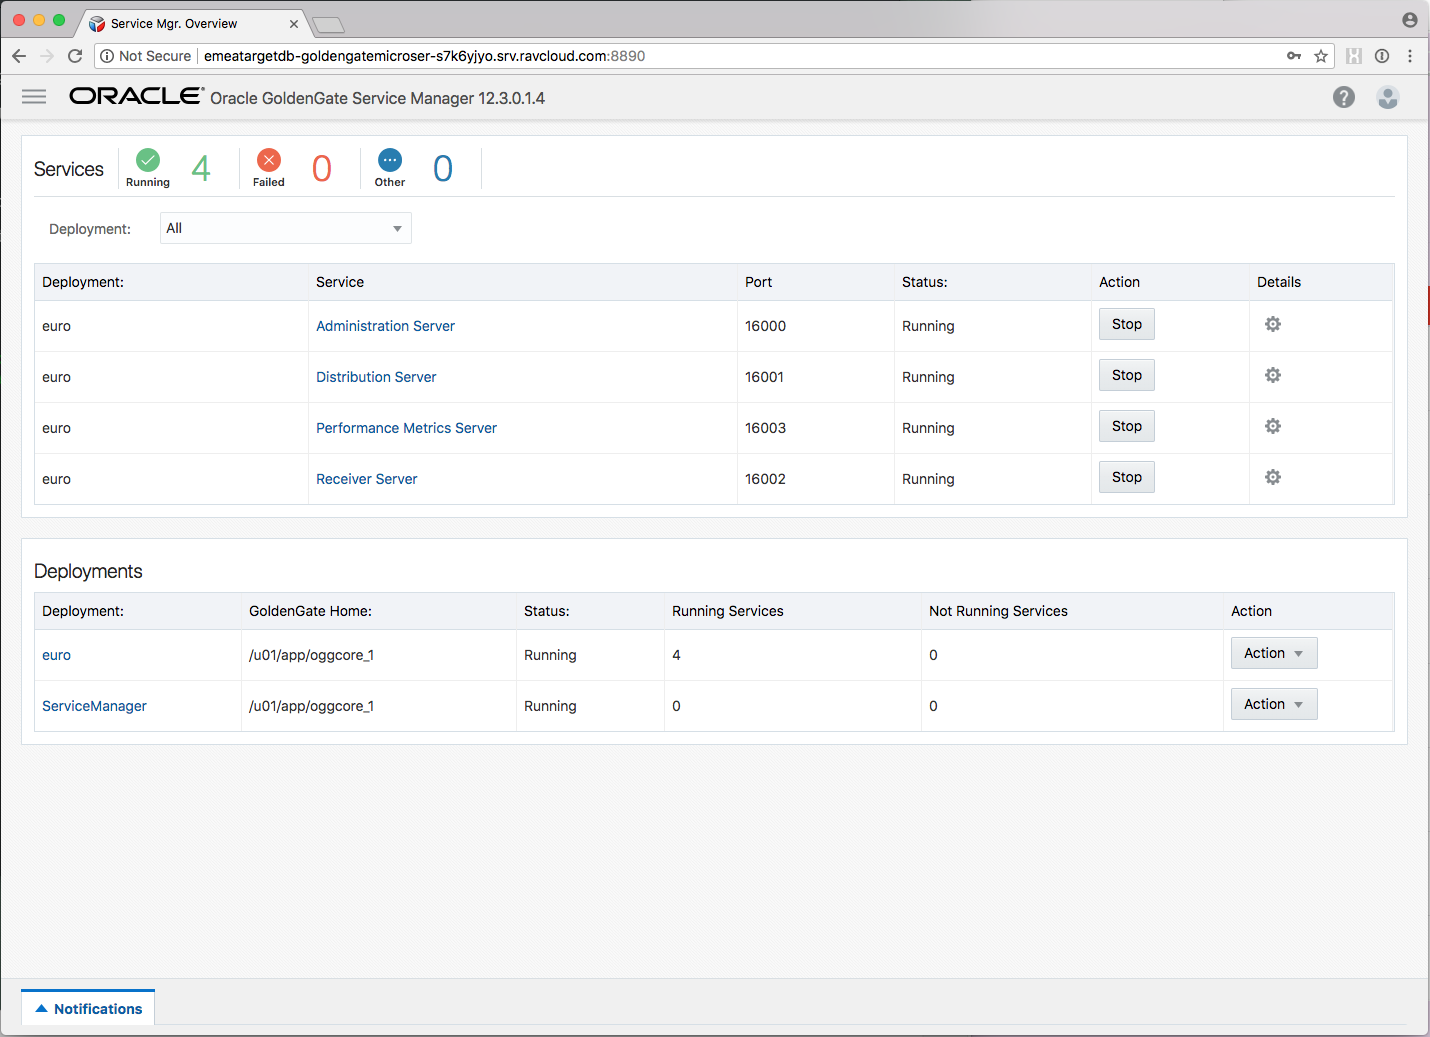 Service Mgr. Overview
Not Secure emeatargetdb-goldengatemicroser-s7k6yjyo.srv.ravcloud.com:8890
ORACLE Oracle GoldenGate Service Manager 12.3.0.1.4
Services Running 4 Failed 0 Other 0
Deployment: All
Deployment: Service Port Status: Action Details
euro Administration Server 16000 Running Stop
euro Distribution Server 16001 Running Stop
euro Performance Metrics Server 16003 Running Stop
euro Receiver Server 16002 Running Stop
Deployments
Deployment: GoldenGate Home: Status: Running Services Not Running Services Action
euro /u01/app/oggcore_1 Running 4 0 Action
ServiceManager /u01/app/oggcore_1 Running 0 0 Action
Notifications